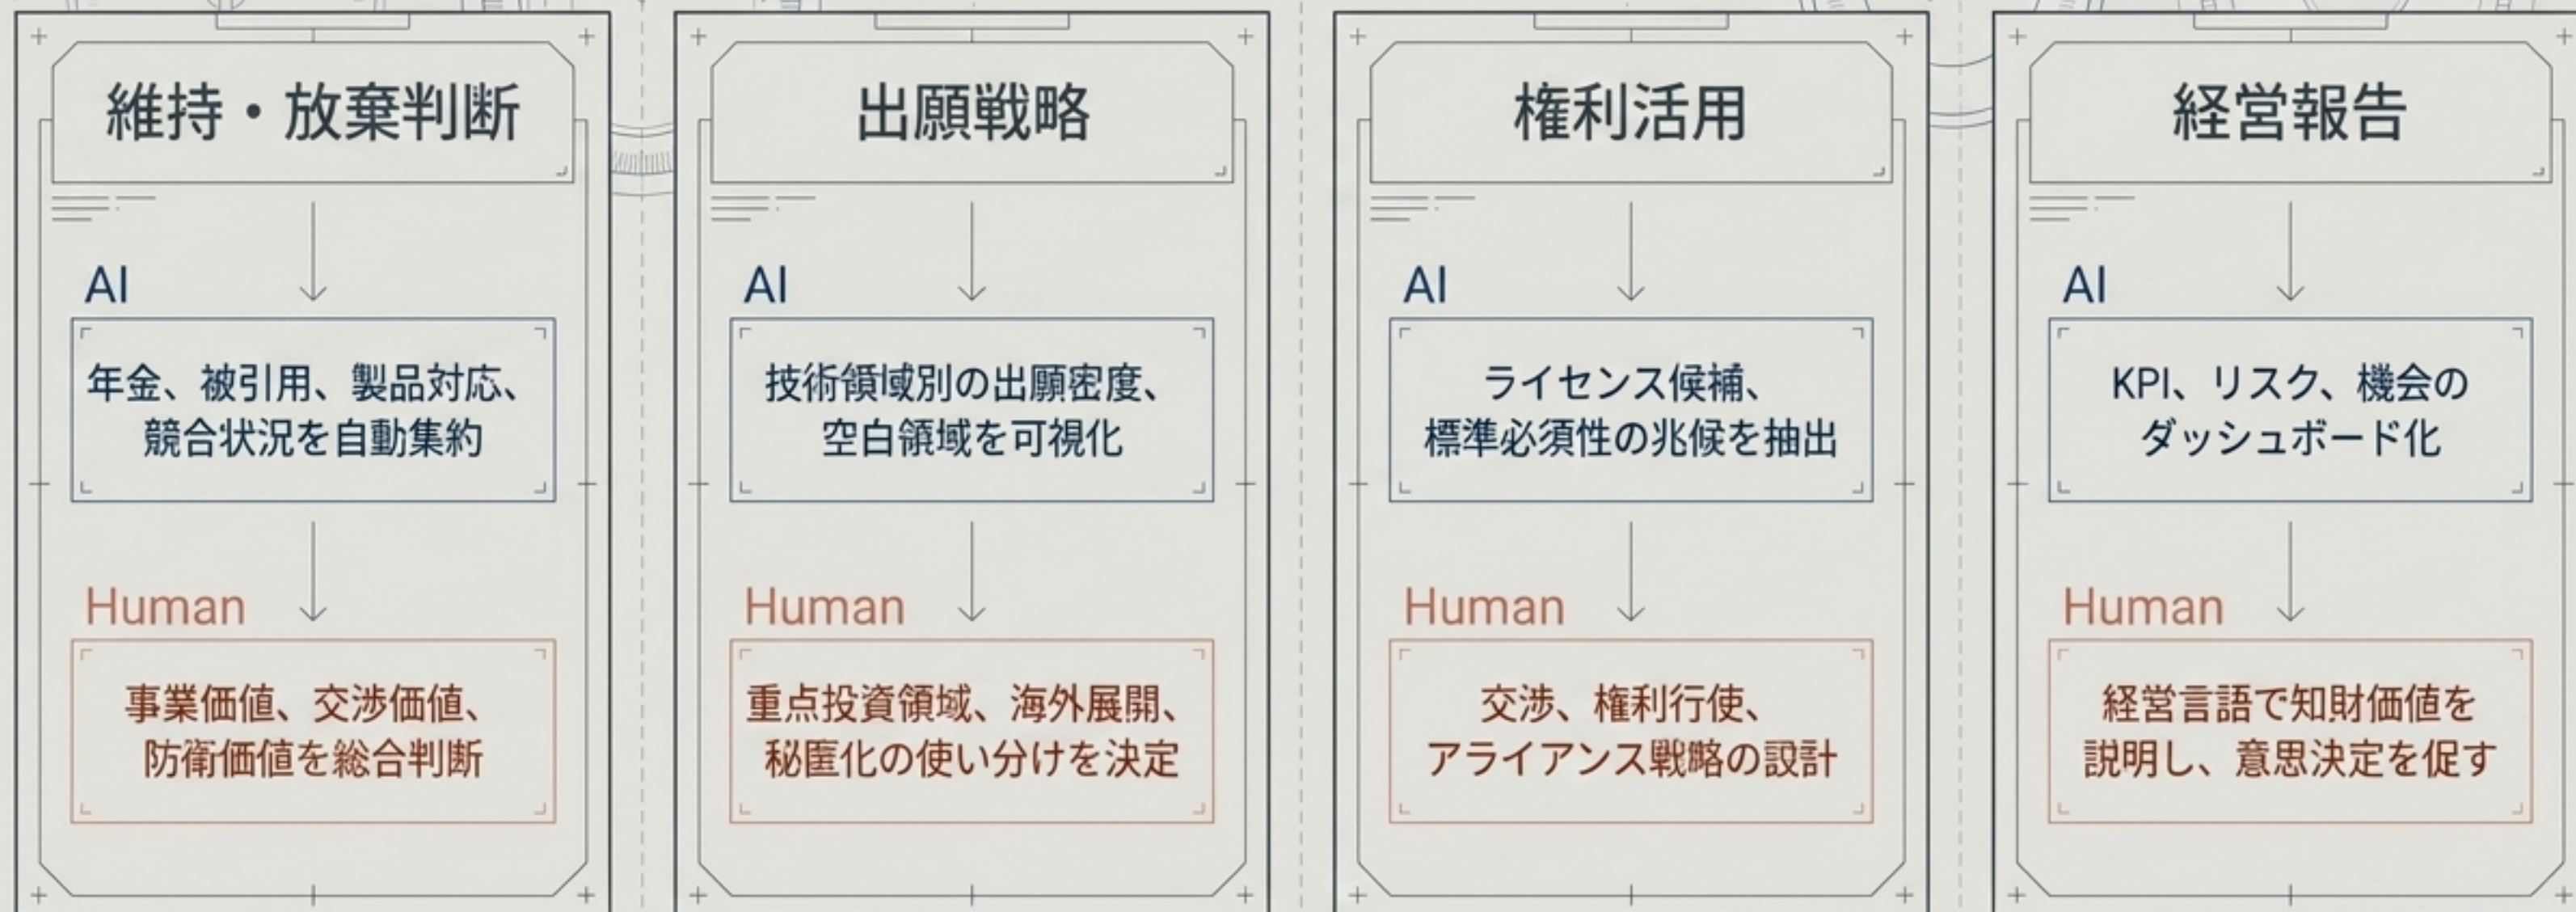 維持・放棄判断
AI
年金、被引用、製品対応、
競合状況を自動集約
Human
事業価値、交渉価値、
防衛価値を総合判断
出願戦略
AI
技術領域別の出願密度、
空白領域を可視化
Human
重点投資領域、海外展開、
秘匿化の使い分けを決定
権利活用
AI
ライセンス候補、
標準必須性の兆候を抽出
Human
交渉、権利行使、
アライアンス戦略の設計
経営報告
AI
KPI、リスク、機会の
ダッシュボード化
Human
経営言語で知財価値を
説明し、意思決定を促す